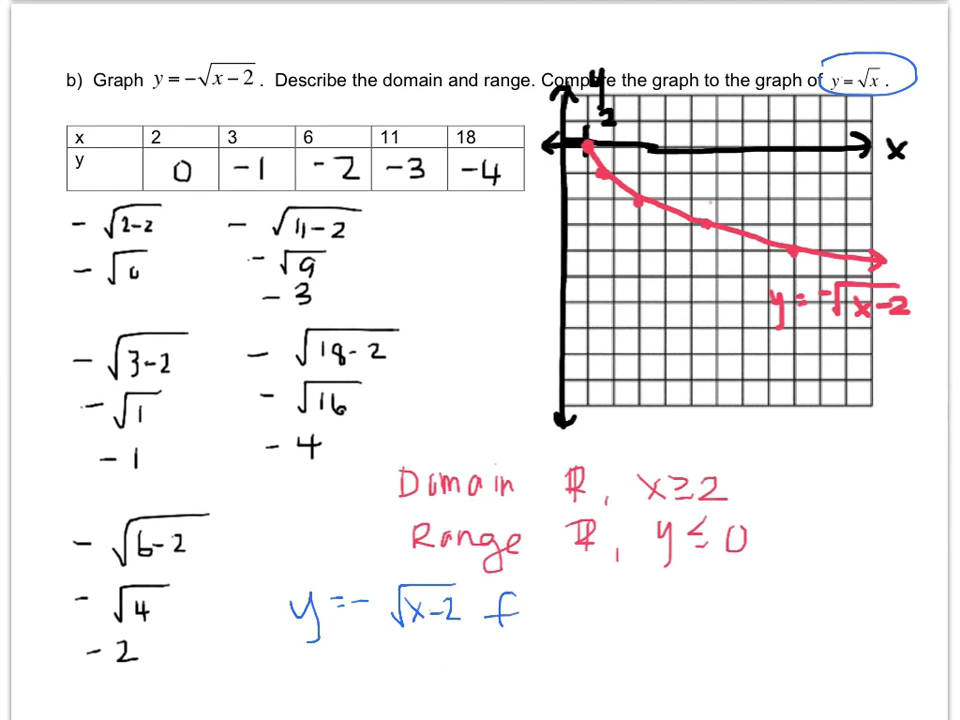 b) Graph y = −√x − 2 . Describe the domain and range. Compare the graph to the graph of y = √x .
x 2 3 6 11 18
y 0 -1 -2 -3 -4
y
2
x
y = -√x-2
- √2-2
- √0
- √3-2
- √1
- 1
- √6-2
- √4
- 2
- √11-2
- √9
- 3
- √18-2
- √16
- 4
Domain ℝ, x≥2
Range ℝ, y≤0
y = - √x-2 f